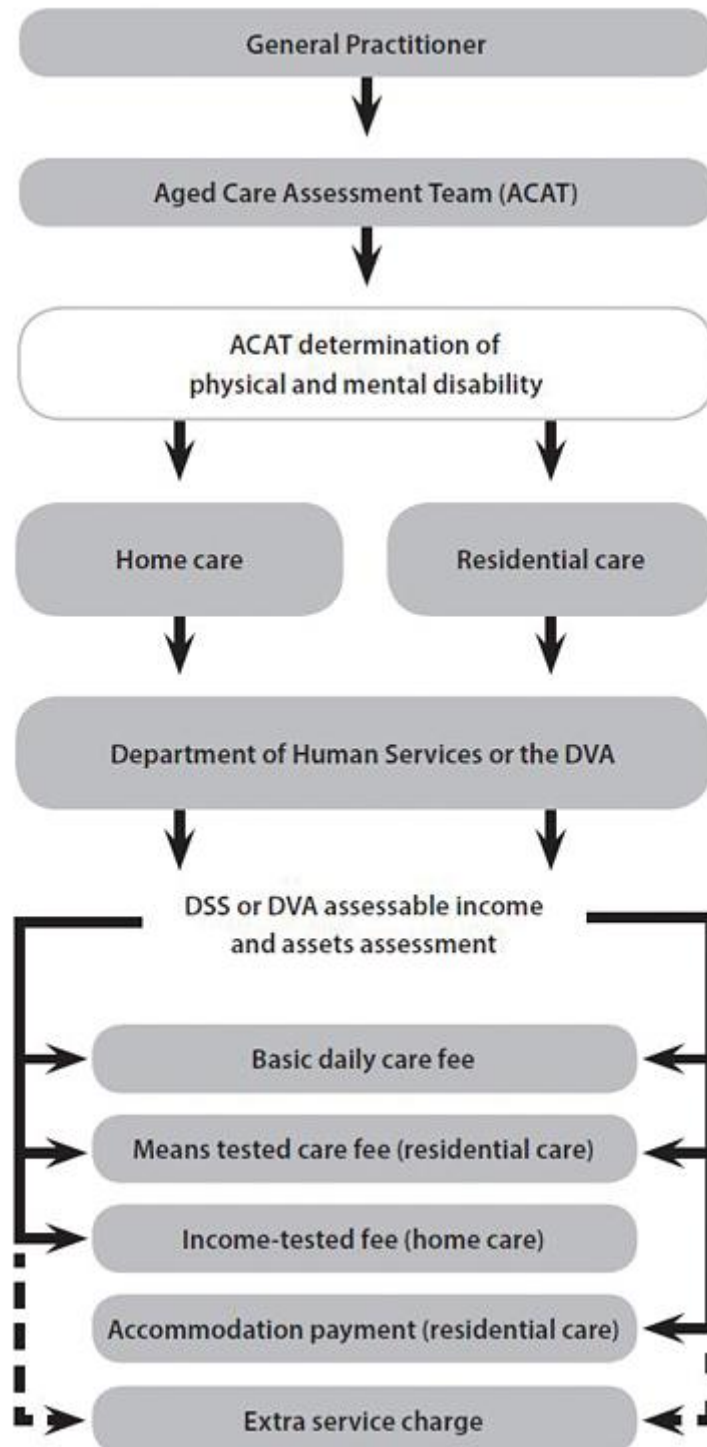 General Practitioner
Aged Care Assessment Team (ACAT)
ACAT determination of
physical and mental disability
Home care
Residential care
Department of Human Services or the DVA
DSS or DVA assessable income
and assets assessment
Basic daily care fee
Means tested care fee (residential care)
Income-tested fee (home care)
Accommodation payment (residential care)
Extra service charge